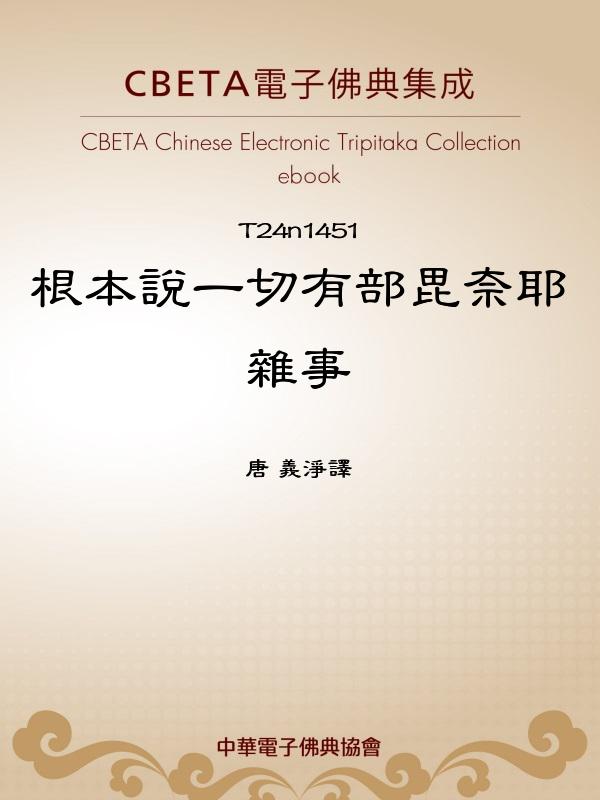 CBETA電子佛典集成
CBETA Chinese Electronic Tripitaka Collection
ebook
T24n1451
根本說一切有部毘奈耶
雜事
唐 義淨譯
中華電子佛典協會